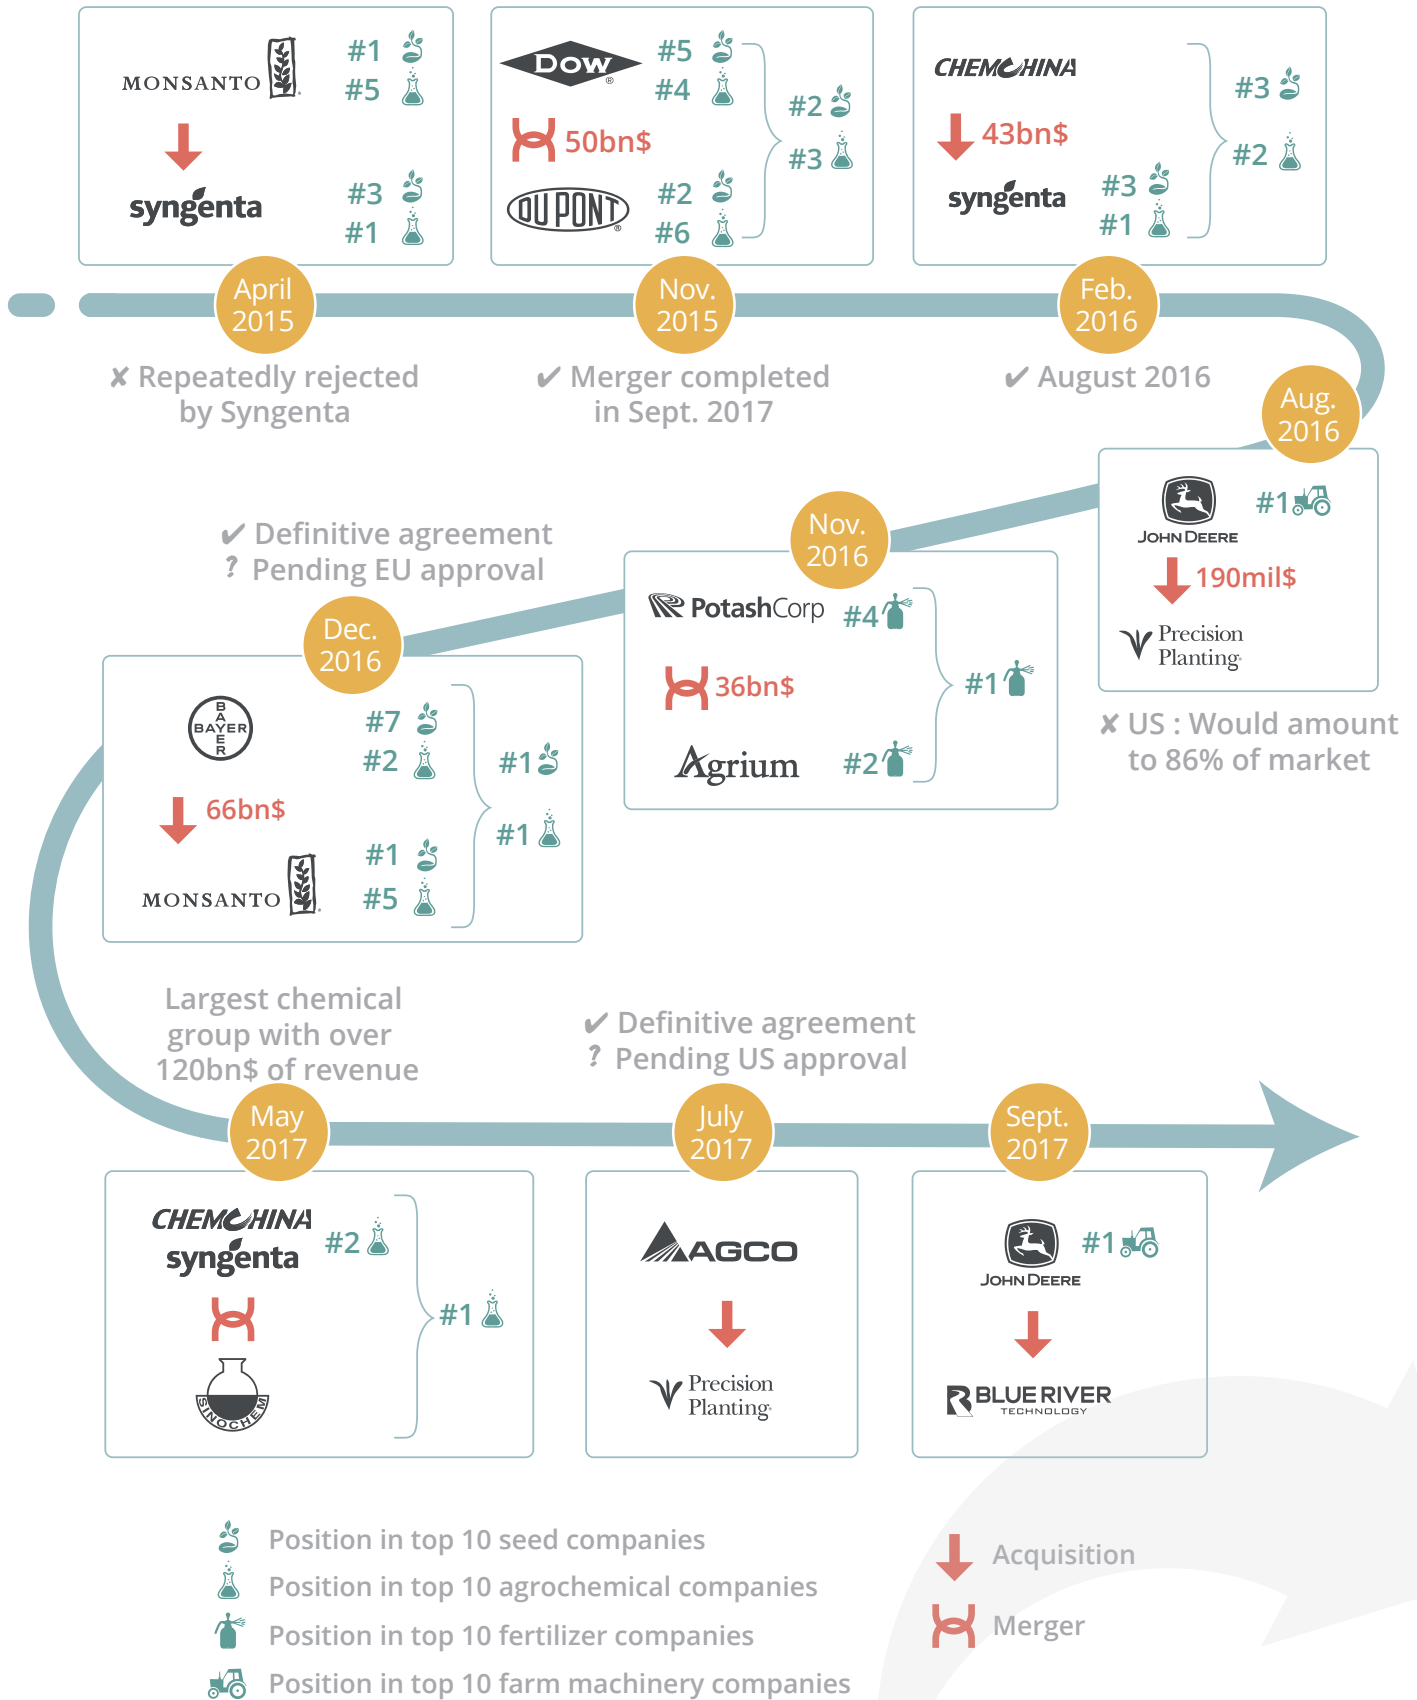 MONSANTO
#1
#5
syngenta
#3
#1
April
2015
✘ Repeatedly rejected
by Syngenta
Dow
®
#5
#4
50bn$
DUPONT
®
#2
#6
#2
#3
Nov.
2015
✔ Merger completed
in Sept. 2017
CHEMCHINA
43bn$
syngenta
#3
#1
#3
#2
Feb.
2016
✔ August 2016
Aug.
2016
JOHN DEERE
#1
190mil$
Precision
Planting
✘ US : Would amount
to 86% of market
Nov.
2016
PotashCorp
#4
36bn$
Agrium
#2
#1
✔ Definitive agreement
? Pending EU approval
Dec.
2016
BAYER
BAYER
#7
#2
66bn$
MONSANTO
#1
#5
#1
#1
Largest chemical
group with over
120bn$ of revenue
May
2017
CHEMCHINA
syngenta
#2
SINOCHEM
#1
✔ Definitive agreement
? Pending US approval
July
2017
AGCO
Precision
Planting
Sept.
2017
JOHN DEERE
#1
BLUE RIVER
TECHNOLOGY
Position in top 10 seed companies
Position in top 10 agrochemical companies
Position in top 10 fertilizer companies
Position in top 10 farm machinery companies
Acquisition
Merger